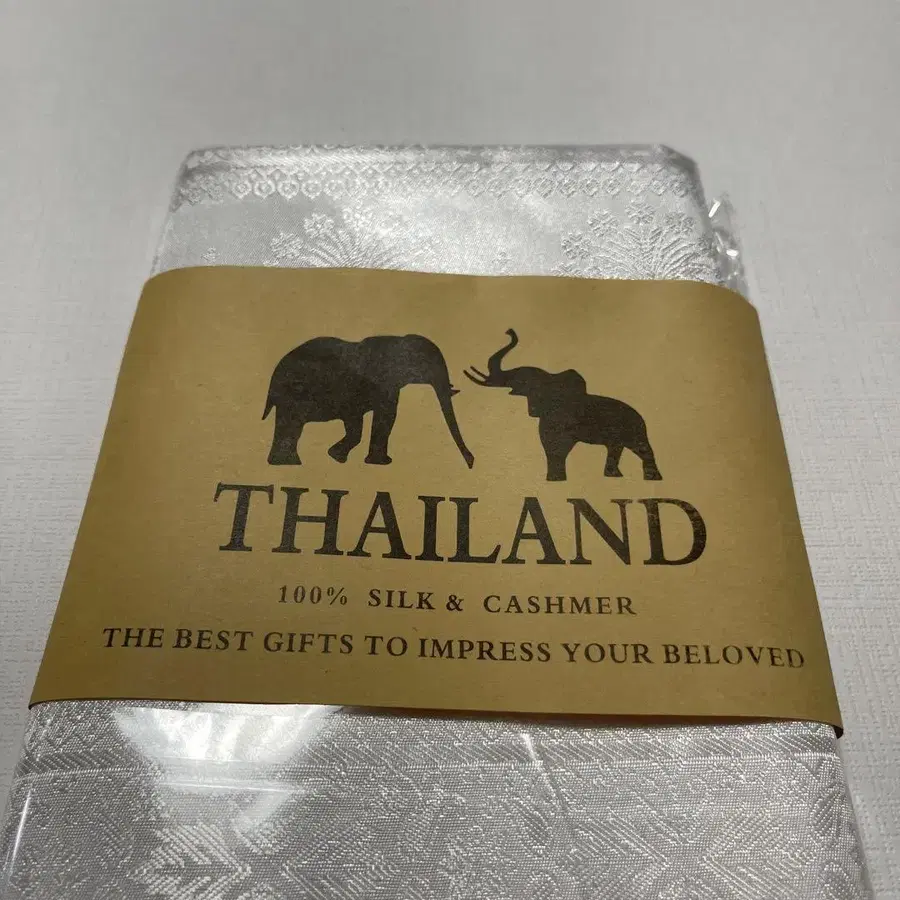 THAILAND
100% SILK & CASHMER
THE BEST GIFTS TO IMPRESS YOUR BELOVED